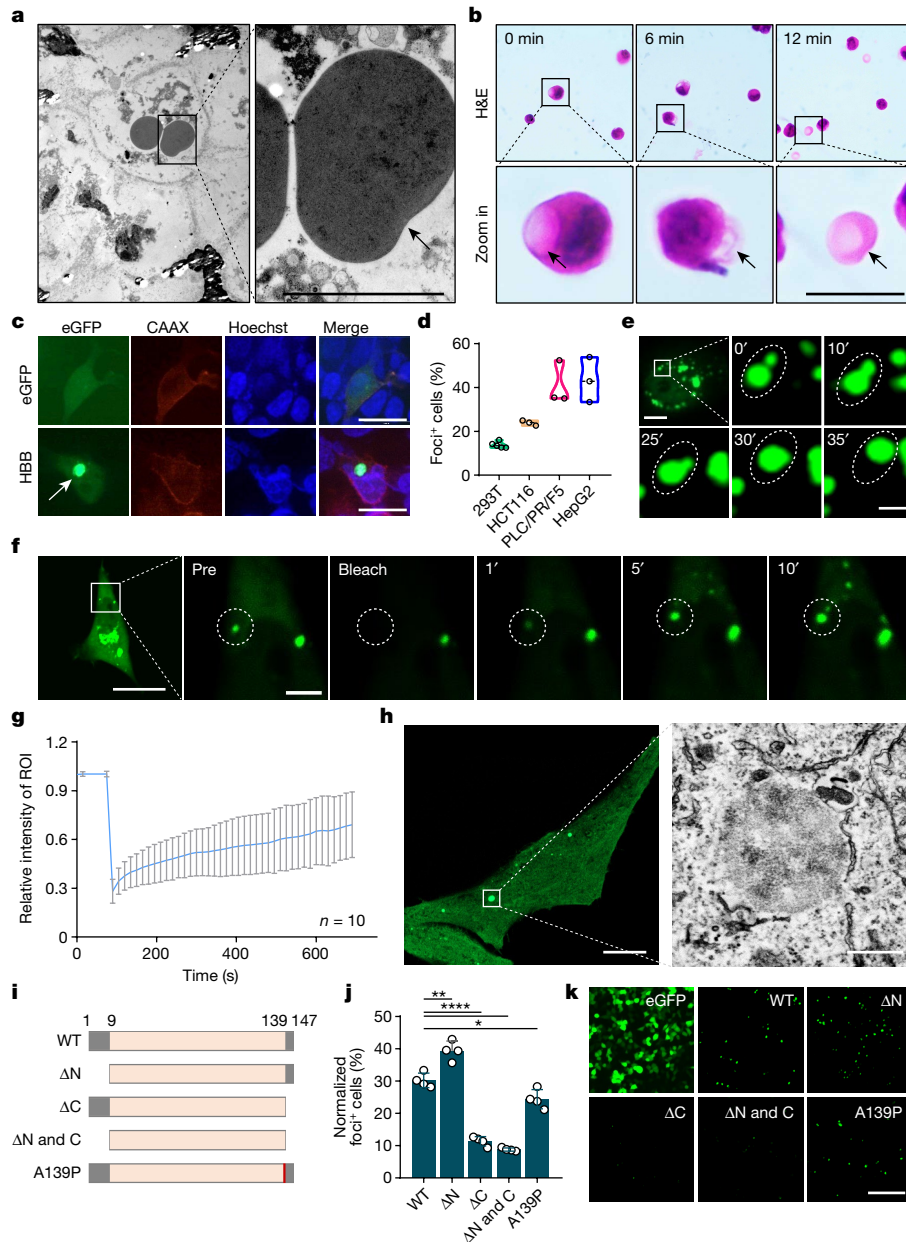 a
b
0 min
6 min
12 min
H&E
Zoom in
c
eGFP
CAAX
Hoechst
Merge
eGFP
HBB
d
Foci⁺ cells (%)
60
40
20
0
293T
HCT116
PLC/PR/F5
HepG2
e
0′
10′
25′
30′
35′
f
Pre
Bleach
1′
5′
10′
g
Relative intensity of ROI
1.2
0.9
0.6
0.3
0
0
200
400
600
Time (s)
n = 10
h
i
1
9
139
147
WT
ΔN
ΔC
ΔN and C
A139P
j
Normalized
foci⁺ cells (%)
50
40
30
20
10
0
**
****
*
WT
ΔN
ΔC
ΔN and C
A139P
k
eGFP
WT
ΔN
ΔC
ΔN and C
A139P